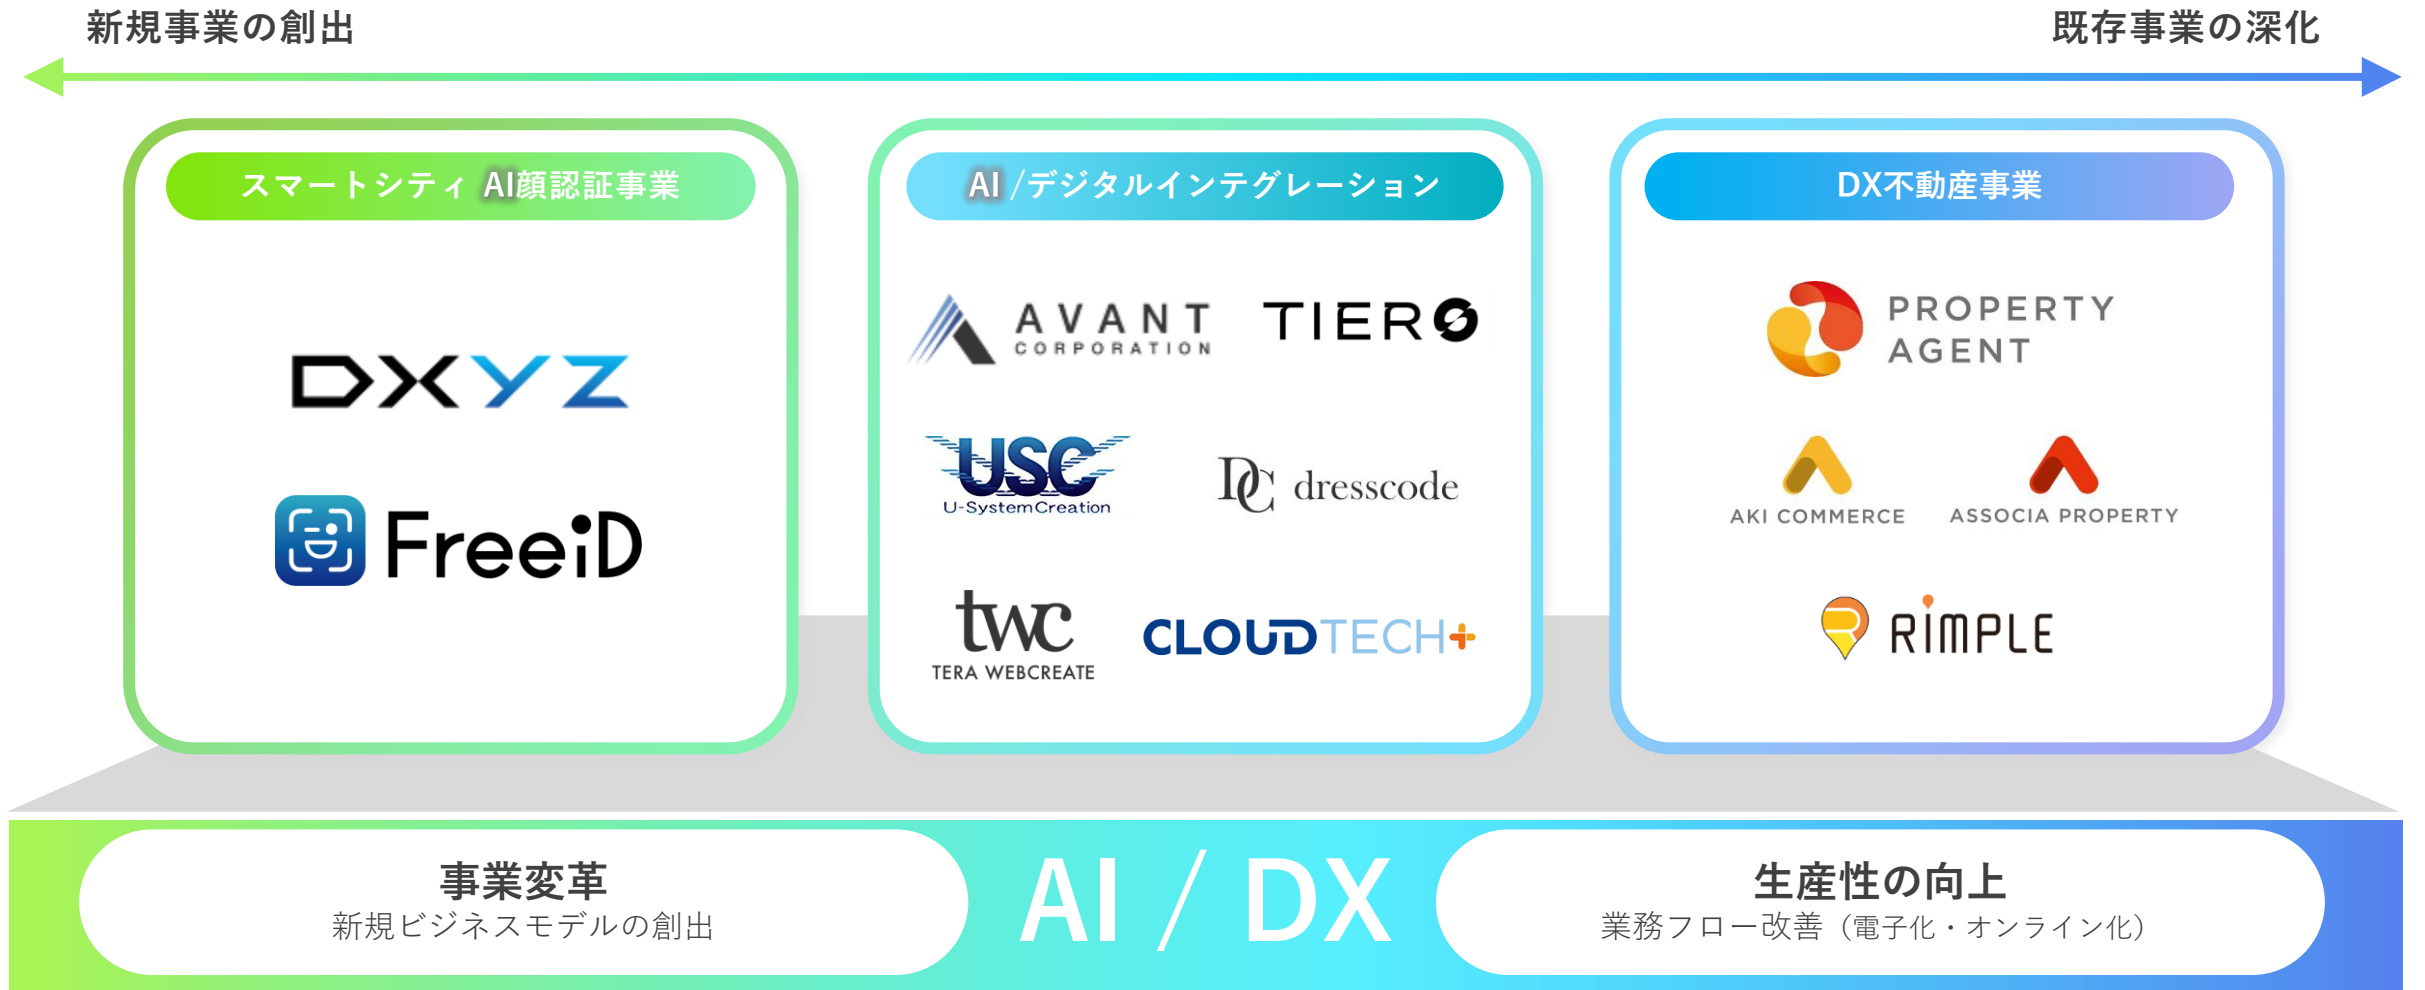 新規事業の創出
既存事業の深化
スマートシティ AI顔認証事業
DXYZ
FreeiD
AI /デジタルインテグレーション
AVANT
CORPORATION
TIERS
USC
U-SystemCreation
DC dresscode
twc
TERA WEBCREATE
CLOUDTECH+
DX不動産事業
PROPERTY
AGENT
AKI COMMERCE
ASSOCIA PROPERTY
RIMPLE
事業変革
新規ビジネスモデルの創出
AI / DX
生産性の向上
業務フロー改善（電子化・オンライン化）